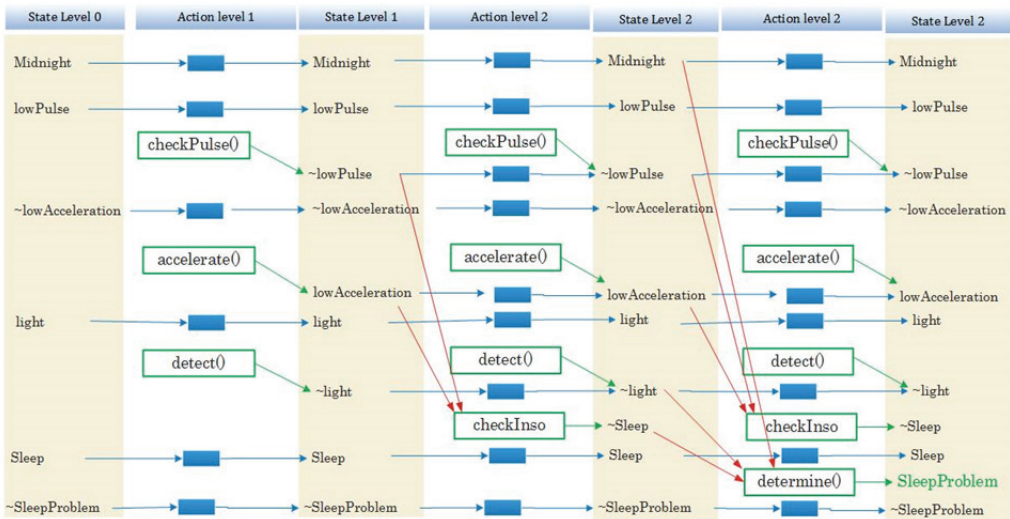 State Level 0 Action level 1 State Level 1 Action level 2 State Level 2 Action level 2 State Level 2
Midnight Midnight Midnight Midnight
lowPulse lowPulse lowPulse lowPulse
checkPulse() checkPulse() checkPulse()
~lowPulse ~lowPulse ~lowPulse
~lowAcceleration ~lowAcceleration ~lowAcceleration ~lowAcceleration
accelerate() accelerate() accelerate()
lowAcceleration lowAcceleration lowAcceleration
light light light light
detect() detect() detect()
~light ~light ~light
checkInso ~Sleep checkInso ~Sleep
Sleep Sleep Sleep Sleep
determine() SleepProblem
~SleepProblem ~SleepProblem ~SleepProblem ~SleepProblem